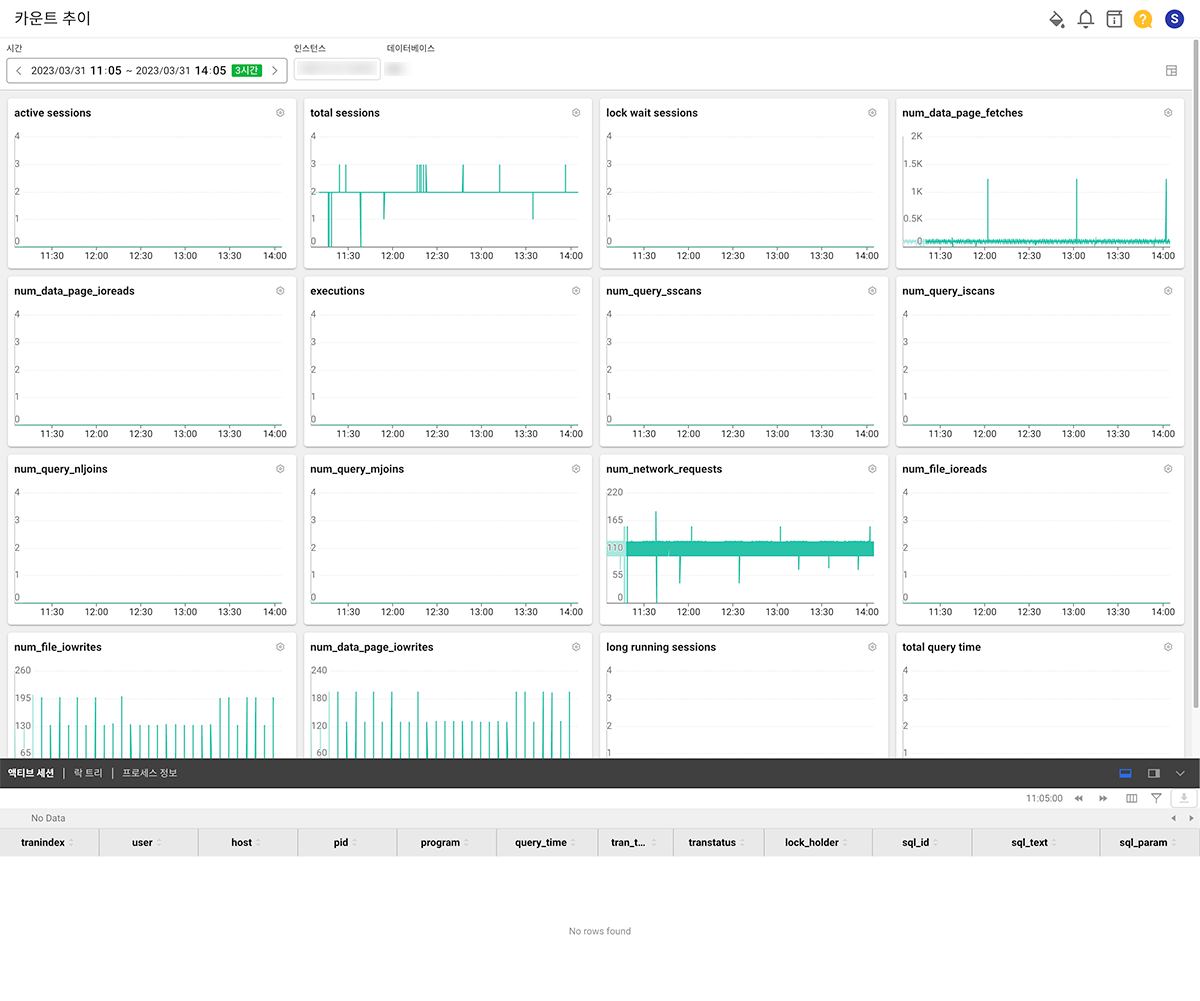 카운트 추이
? S
시간 인스턴스 데이터베이스
2023/03/31 11:05 ~ 2023/03/31 14:05 3시간
active sessions
4
3
2
1
0
11:30 12:00 12:30 13:00 13:30 14:00
total sessions
4
3
2
1
0
11:30 12:00 12:30 13:00 13:30 14:00
lock wait sessions
4
3
2
1
0
11:30 12:00 12:30 13:00 13:30 14:00
num_data_page_fetches
2K
1.5K
1K
0.5K
0
11:30 12:00 12:30 13:00 13:30 14:00
num_data_page_ioreads
4
3
2
1
0
11:30 12:00 12:30 13:00 13:30 14:00
executions
4
3
2
1
0
11:30 12:00 12:30 13:00 13:30 14:00
num_query_sscans
4
3
2
1
0
11:30 12:00 12:30 13:00 13:30 14:00
num_query_iscans
4
3
2
1
0
11:30 12:00 12:30 13:00 13:30 14:00
num_query_nljoins
4
3
2
1
0
11:30 12:00 12:30 13:00 13:30 14:00
num_query_mjoins
4
3
2
1
0
11:30 12:00 12:30 13:00 13:30 14:00
num_network_requests
220
165
110
55
0
11:30 12:00 12:30 13:00 13:30 14:00
num_file_ioreads
4
3
2
1
0
11:30 12:00 12:30 13:00 13:30 14:00
num_file_iowrites
260
195
130
65
num_data_page_iowrites
240
180
120
60
long running sessions
4
3
2
1
total query time
4
3
2
1
액티브 세션 | 락 트리 | 프로세스 정보
11:05:00
No Data
tranindex user host pid program query_time tran_t... transtatus lock_holder sql_id sql_text sql_param
No rows found